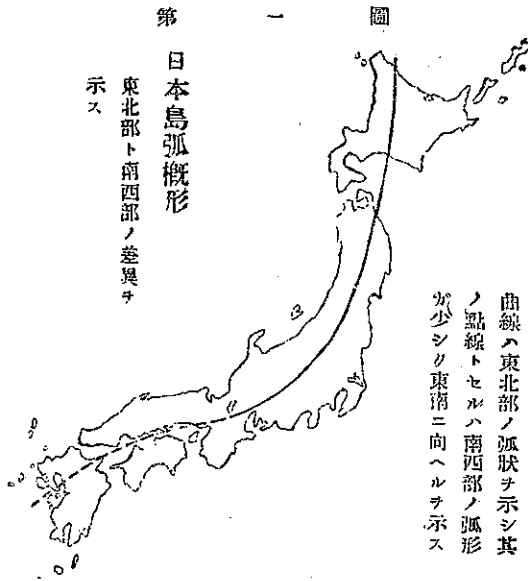 第一圖
日本島弧概形
東北部ト南西部ノ差異ヲ
示ス
曲線ハ東北部ノ弧狀ヲ示シ其
ノ點線トセルハ南西部ノ弧形
ガ少シク東南ニ向ヘルヲ示ス